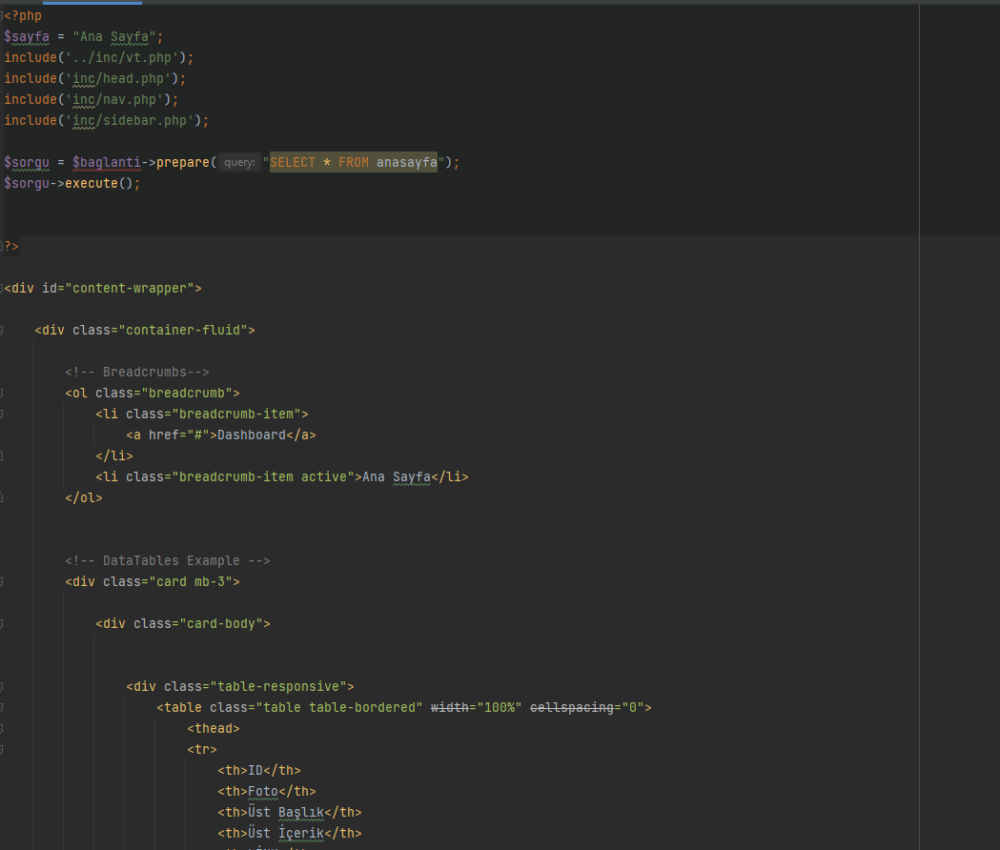 <?php
$sayfa = "Ana Sayfa";
include('../inc/vt.php');
include('inc/head.php');
include('inc/nav.php');
include('inc/sidebar.php');
$sorgu = $baglanti->prepare( query: "SELECT * FROM anasayfa");
$sorgu->execute();
?>
<div id="content-wrapper">
<div class="container-fluid">
<!-- Breadcrumbs-->
<ol class="breadcrumb">
<li class="breadcrumb-item">
<a href="#">Dashboard</a>
</li>
<li class="breadcrumb-item active">Ana Sayfa</li>
</ol>
<!-- DataTables Example -->
<div class="card mb-3">
<div class="card-body">
<div class="table-responsive">
<table class="table table-bordered" width="100%" cellspacing="0">
<thead>
<tr>
<th>ID</th>
<th>Foto</th>
<th>Üst Başlık</th>
<th>Üst İçerik</th>